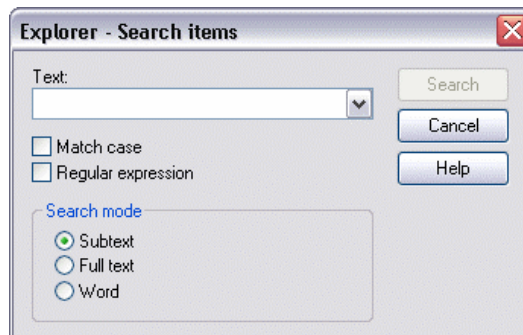 Explorer - Search items
Text:
Search
Cancel
Match case
Regular expression
Help
Search mode
Subtext
Full text
Word